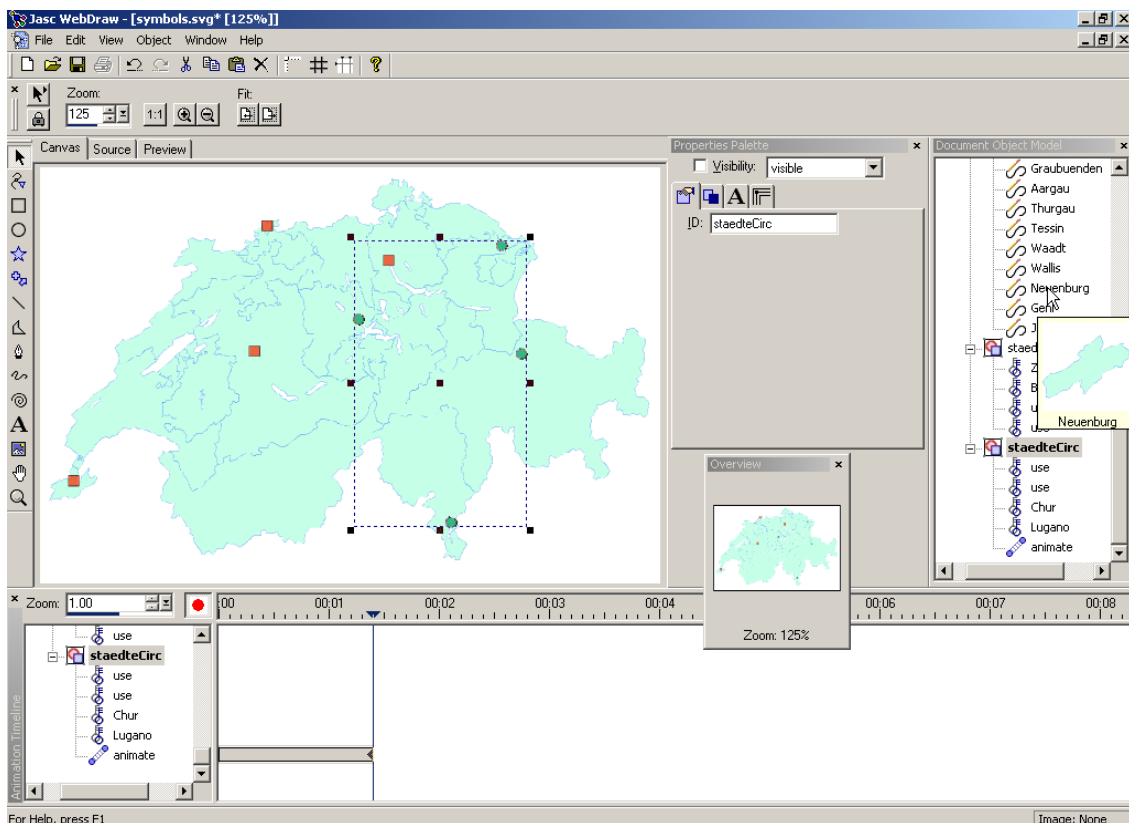 Jasc WebDraw - [symbols.svg* [125%]]
File Edit View Object Window Help
Zoom:
125
1:1
Fit:
Canvas Source Preview
Properties Palette
Visibility: visible
ID: staedteCirc
Document Object Model
Graubuenden
Aargau
Thurgau
Tessin
Waadt
Wallis
Neuenburg
Genf
J
staed
Z
B
u
use
Neuenburg
staedteCirc
use
use
Chur
Lugano
animate
Overview
Zoom: 125%
Zoom: 1.00
:00 00:01 00:02 00:03 00:04 00:06 00:07 00:08
use
staedteCirc
use
use
Chur
Lugano
animate
Animation Timeline
For Help, press F1
Image: None